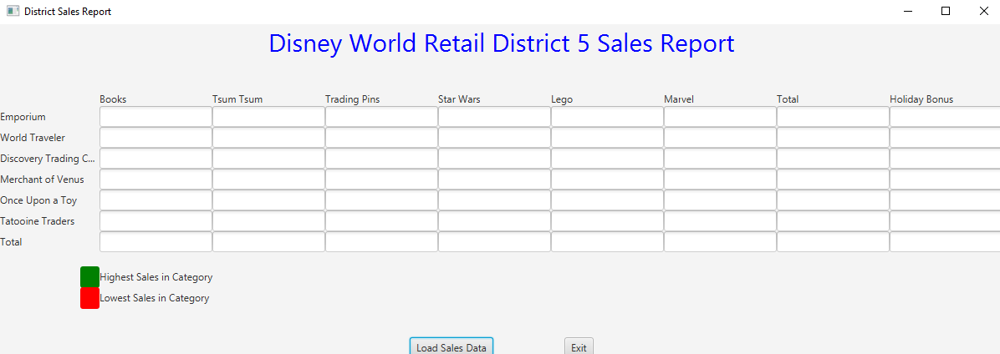 District Sales Report
Disney World Retail District 5 Sales Report
Books Tsum Tsum Trading Pins Star Wars Lego Marvel Total Holiday Bonus
Emporium
World Traveler
Discovery Trading C...
Merchant of Venus
Once Upon a Toy
Tatooine Traders
Total
Highest Sales in Category
Lowest Sales in Category
Load Sales Data Exit